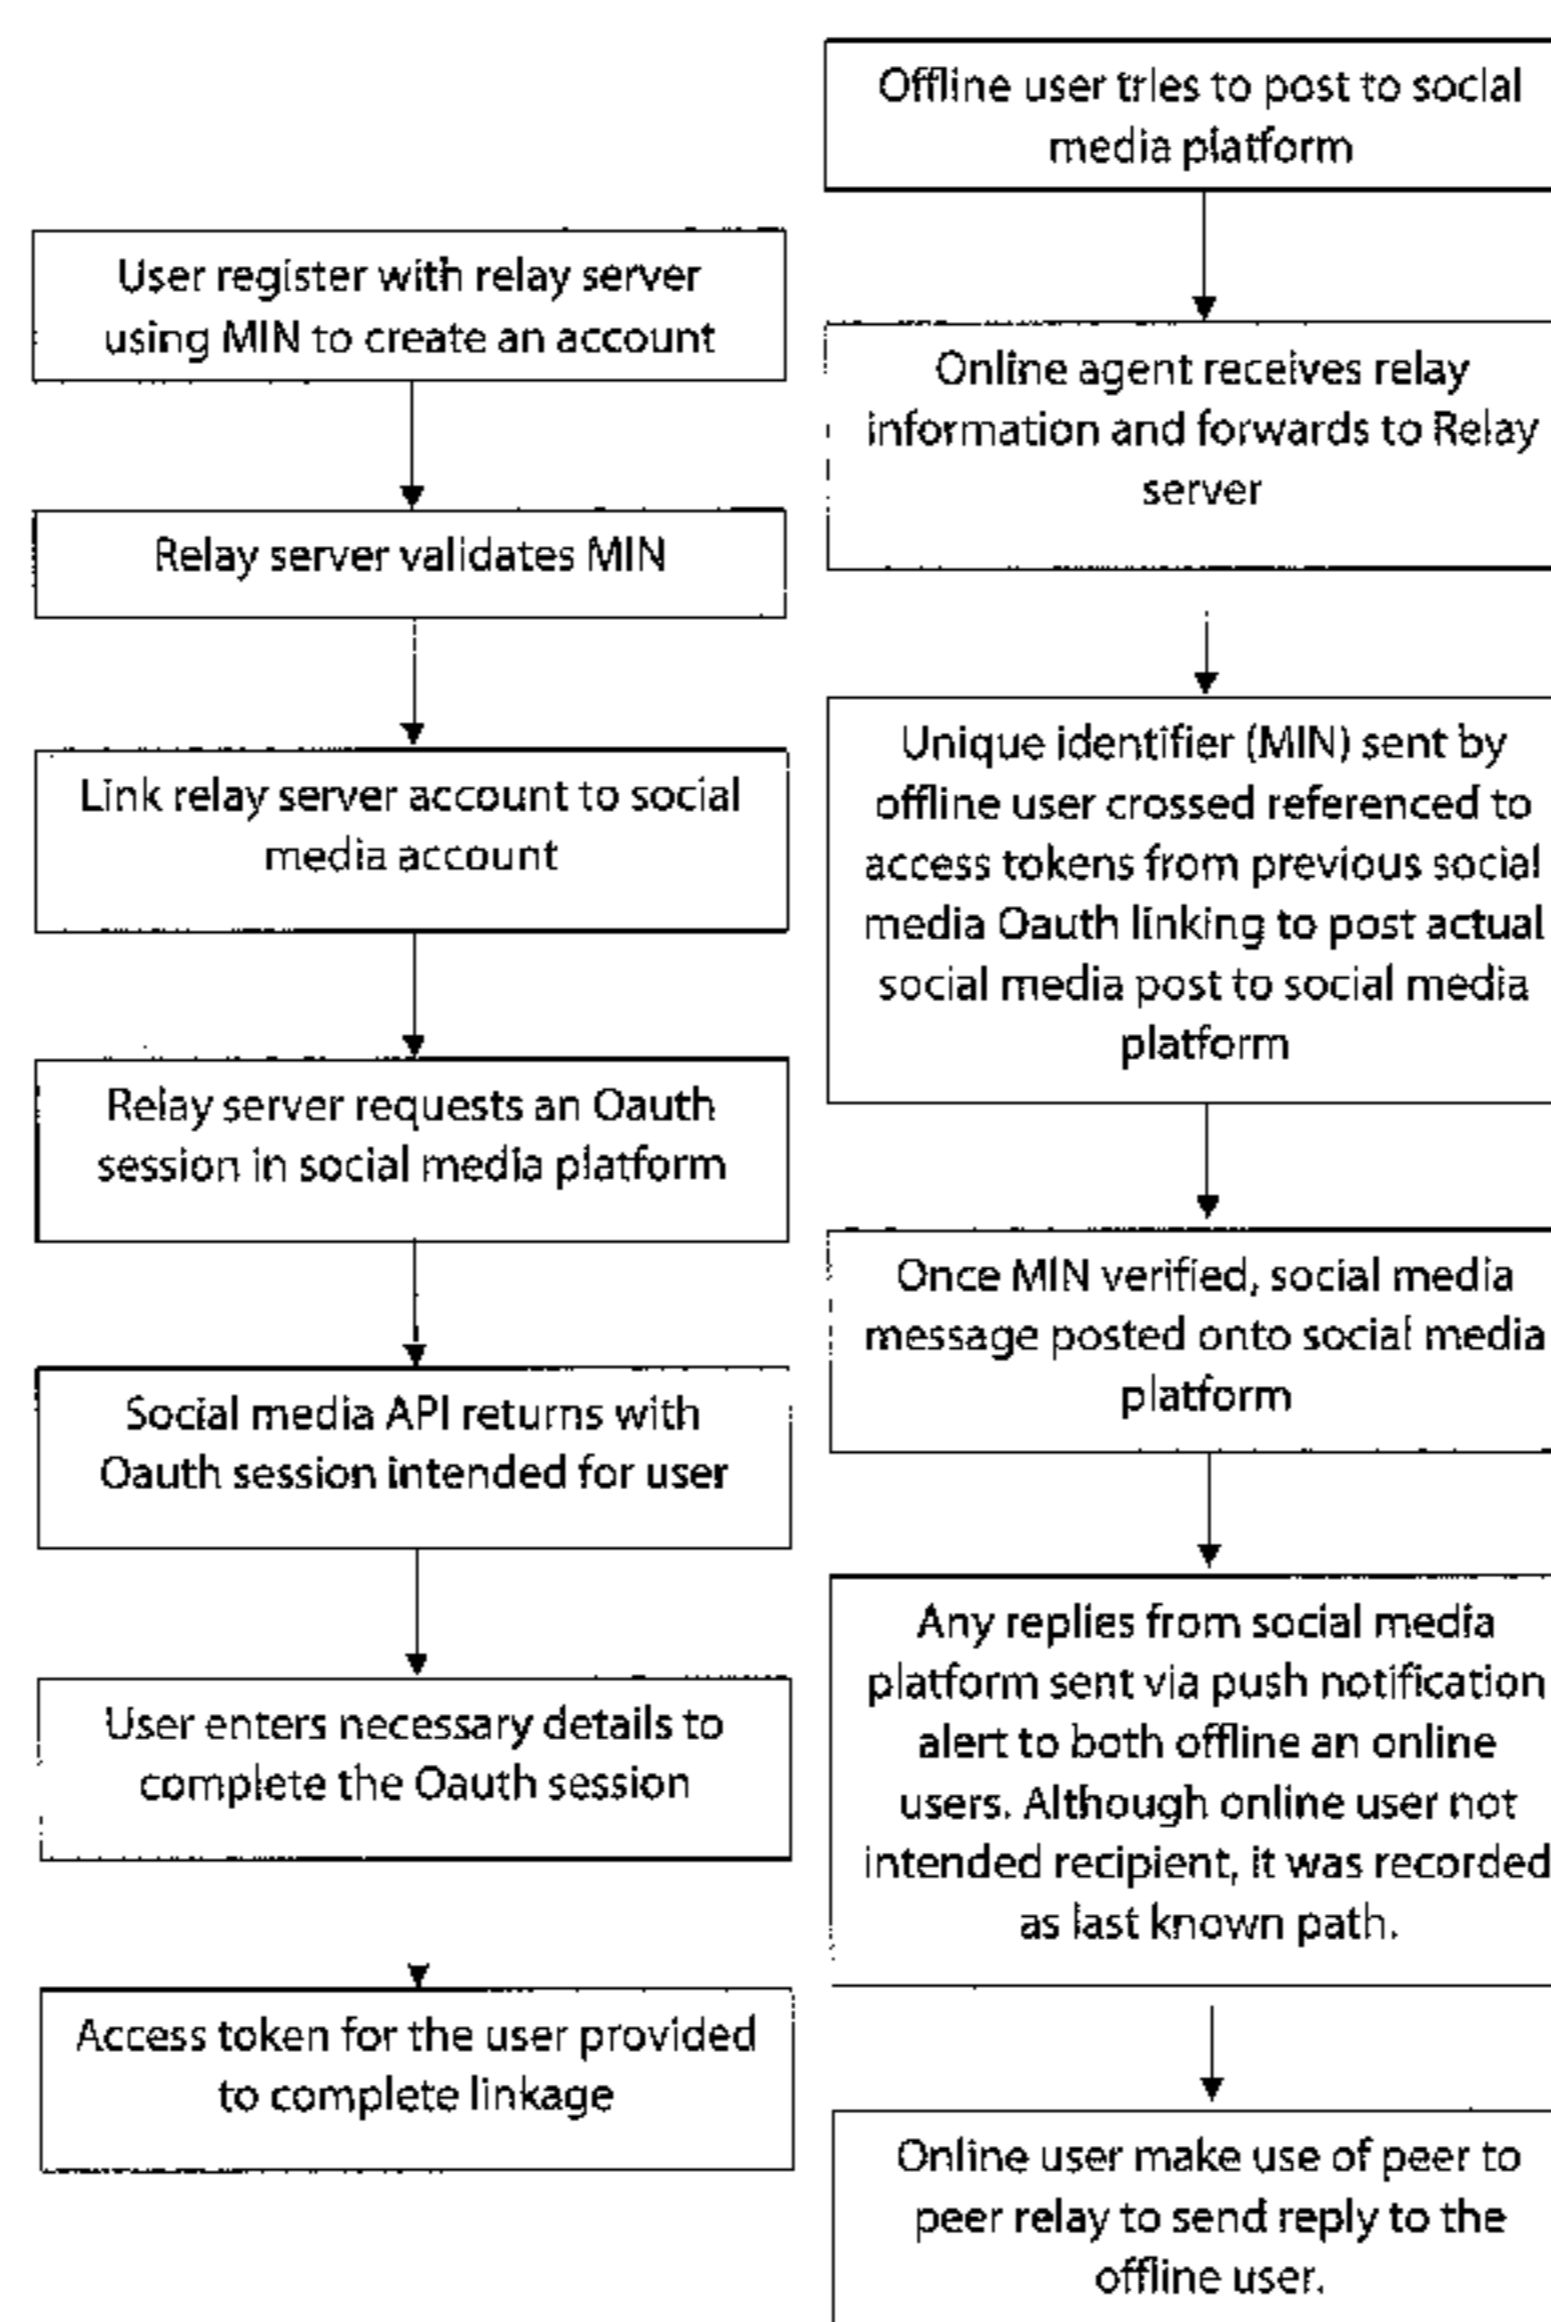 User register with relay server
using MIN to create an account
Relay server validates MIN
Link relay server account to social
media account
Relay server requests an Oauth
session in social media platform
Social media API returns with
Oauth session intended for user
User enters necessary details to
complete the Oauth session
Access token for the user provided
to complete linkage
Offline user tries to post to social
media platform
Online agent receives relay
information and forwards to Relay
server
Unique identifier (MIN) sent by
offline user crossed referenced to
access tokens from previous social
media Oauth linking to post actual
social media post to social media
platform
Once MIN verified, social media
message posted onto social media
platform
Any replies from social media
platform sent via push notification
alert to both offline an online
users. Although online user not
intended recipient, it was recorded
as last known path.
Online user make use of peer to
peer relay to send reply to the
offline user.